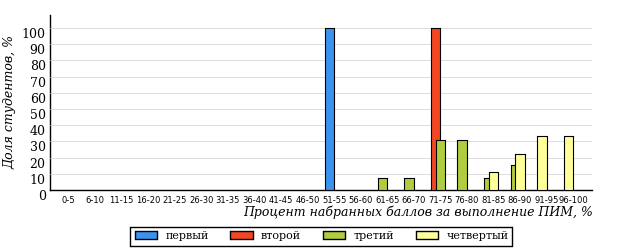 Доля студентов, %
100
90
80
70
60
50
40
30
20
10
0
0-5 6-10 11-15 16-20 21-25 26-30 31-35 36-40 41-45 46-50 51-55 56-60 61-65 66-70 71-75 76-80 81-85 86-90 91-95 96-100
Процент набранных баллов за выполнение ПИМ, %
первый второй третий четвертый